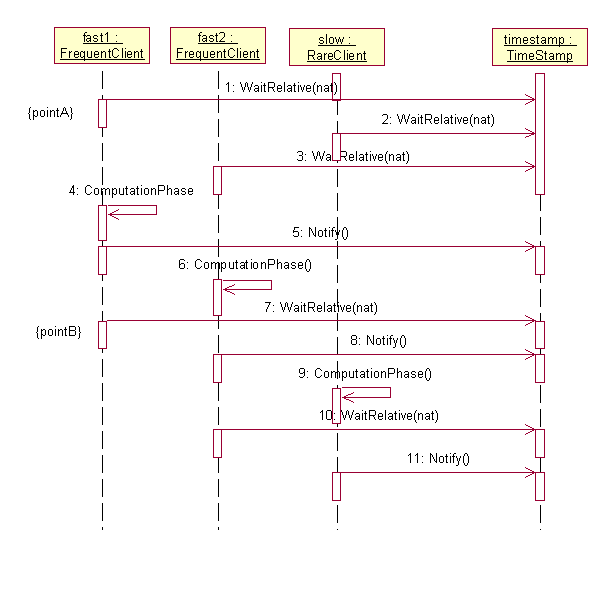 fast1 :
FrequentClient
fast2 :
FrequentClient
slow :
RareClient
timestamp :
TimeStamp
1: WaitRelative(nat)
{pointA}
2: WaitRelative(nat)
3: WaitRelative(nat)
4: ComputationPhase
5: Notify()
6: ComputationPhase()
7: WaitRelative(nat)
{pointB}
8: Notify()
9: ComputationPhase()
10: WaitRelative(nat)
11: Notify()